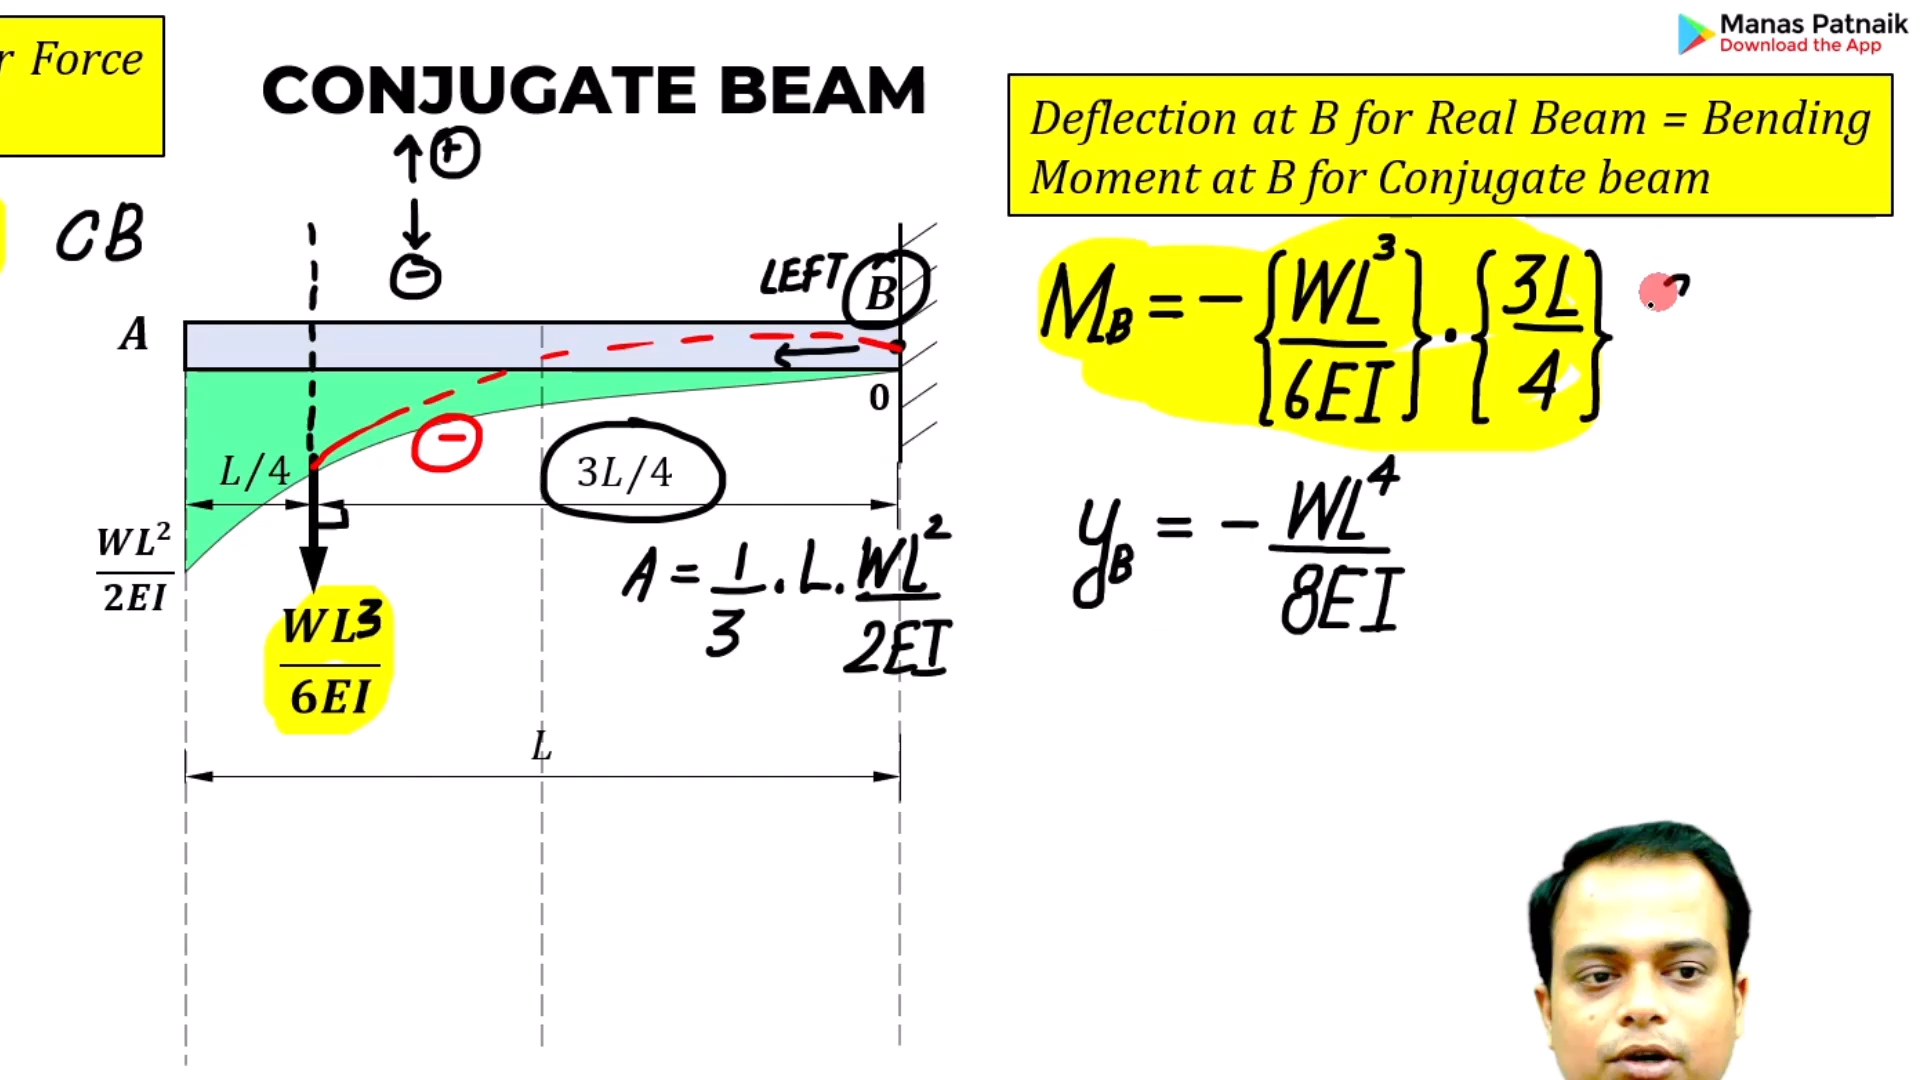 Manas Patnaik
Download the App
r Force
CONJUGATE BEAM
Deflection at B for Real Beam = Bending
Moment at B for Conjugate beam
+
CB
−
LEFT B
A
M_B = − {WL³/6EI} · {3L/4}
0
−
L/4
3L/4
WL²/2EI
y_B = − WL⁴/8EI
A = 1/3 · L · WL²/2EI
WL3/6EI
L